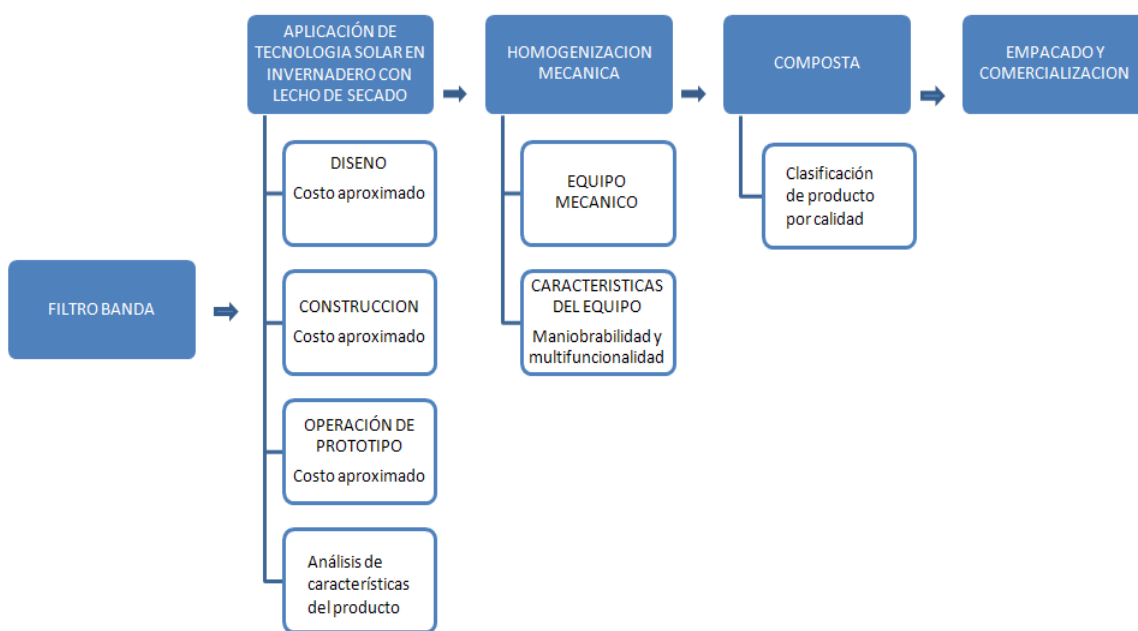 FILTRO BANDA
APLICACIÓN DE
TECNOLOGIA SOLAR EN
INVERNADERO CON
LECHO DE SECADO
DISENO
Costo aproximado
CONSTRUCCION
Costo aproximado
OPERACIÓN DE
PROTOTIPO
Costo aproximado
Análisis de
características
del producto
HOMOGENIZACION
MECANICA
EQUIPO
MECANICO
CARACTERISTICAS
DEL EQUIPO
Maniobrabilidad y
multifuncionalidad
COMPOSTA
Clasificación
de producto
por calidad
EMPACADO Y
COMERCIALIZACION